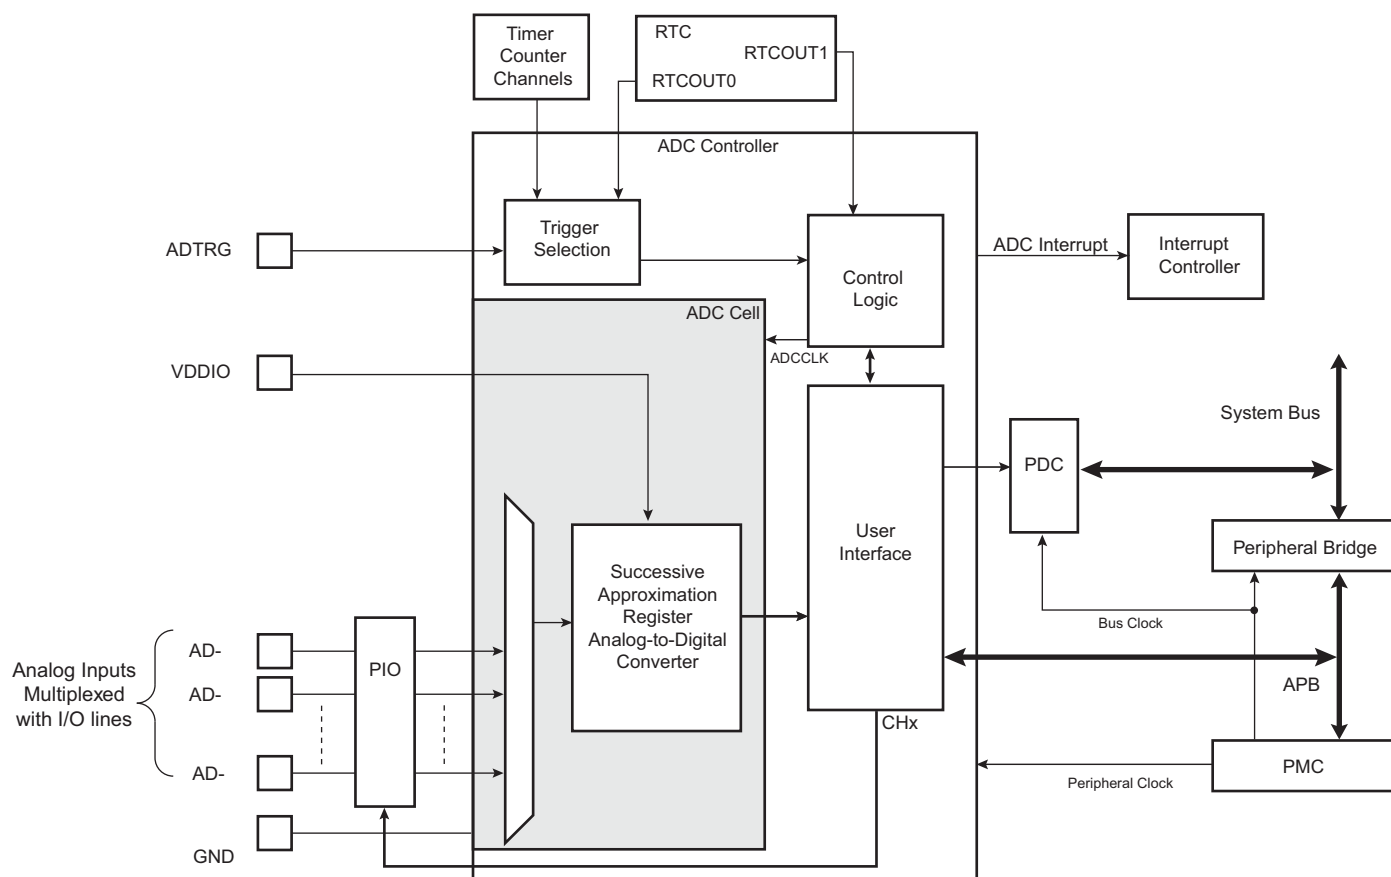 Timer
Counter
Channels
RTC
RTCOUT1
RTCOUT0
ADC Controller
ADTRG
Trigger
Selection
Control
Logic
ADC Interrupt
Interrupt
Controller
ADC Cell
ADCCLK
VDDIO
System Bus
PDC
User
Interface
Peripheral Bridge
Successive
Approximation
Register
Analog-to-Digital
Converter
Bus Clock
Analog Inputs
Multiplexed
with I/O lines
AD-
AD-
AD-
PIO
APB
CHx
PMC
Peripheral Clock
GND